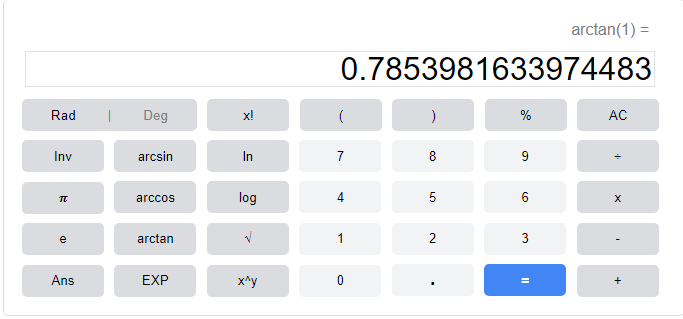 arctan(1) =
0.7853981633974483
Rad | Deg x! ( ) % AC
Inv arcsin ln 7 8 9 ÷
π arccos log 4 5 6 x
e arctan √ 1 2 3 -
Ans EXP x^y 0 . = +